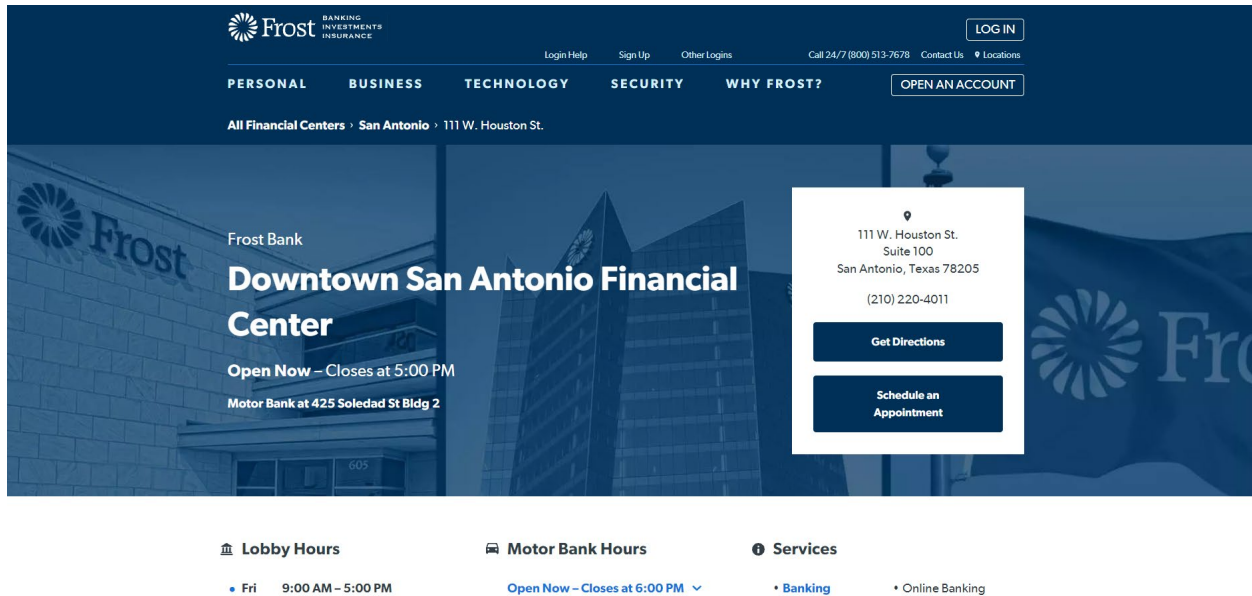 Frost BANKING INVESTMENTS INSURANCE
LOG IN
Login Help Sign Up Other Logins Call 24/7 (800) 513-7678 Contact Us Locations
PERSONAL BUSINESS TECHNOLOGY SECURITY WHY FROST? OPEN AN ACCOUNT
All Financial Centers › San Antonio › 111 W. Houston St.
Frost
Frost Bank
Downtown San Antonio Financial
Center
Open Now – Closes at 5:00 PM
Motor Bank at 425 Soledad St Bldg 2
605
111 W. Houston St.
Suite 100
San Antonio, Texas 78205
(210) 220-4011
Get Directions
Schedule an
Appointment
Fro
Lobby Hours Motor Bank Hours Services
• Fri 9:00 AM – 5:00 PM Open Now – Closes at 6:00 PM • Banking • Online Banking